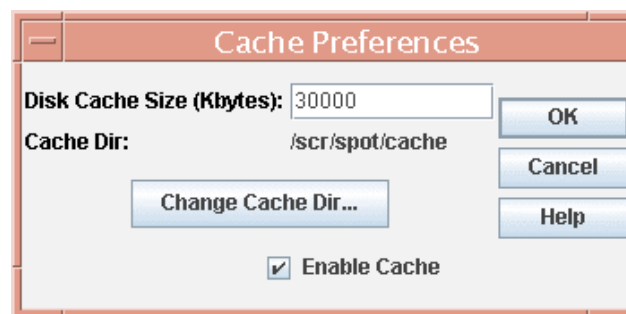 Cache Preferences
Disk Cache Size (Kbytes): 30000
OK
Cache Dir: /scr/spot/cache
Cancel
Change Cache Dir...
Help
Enable Cache